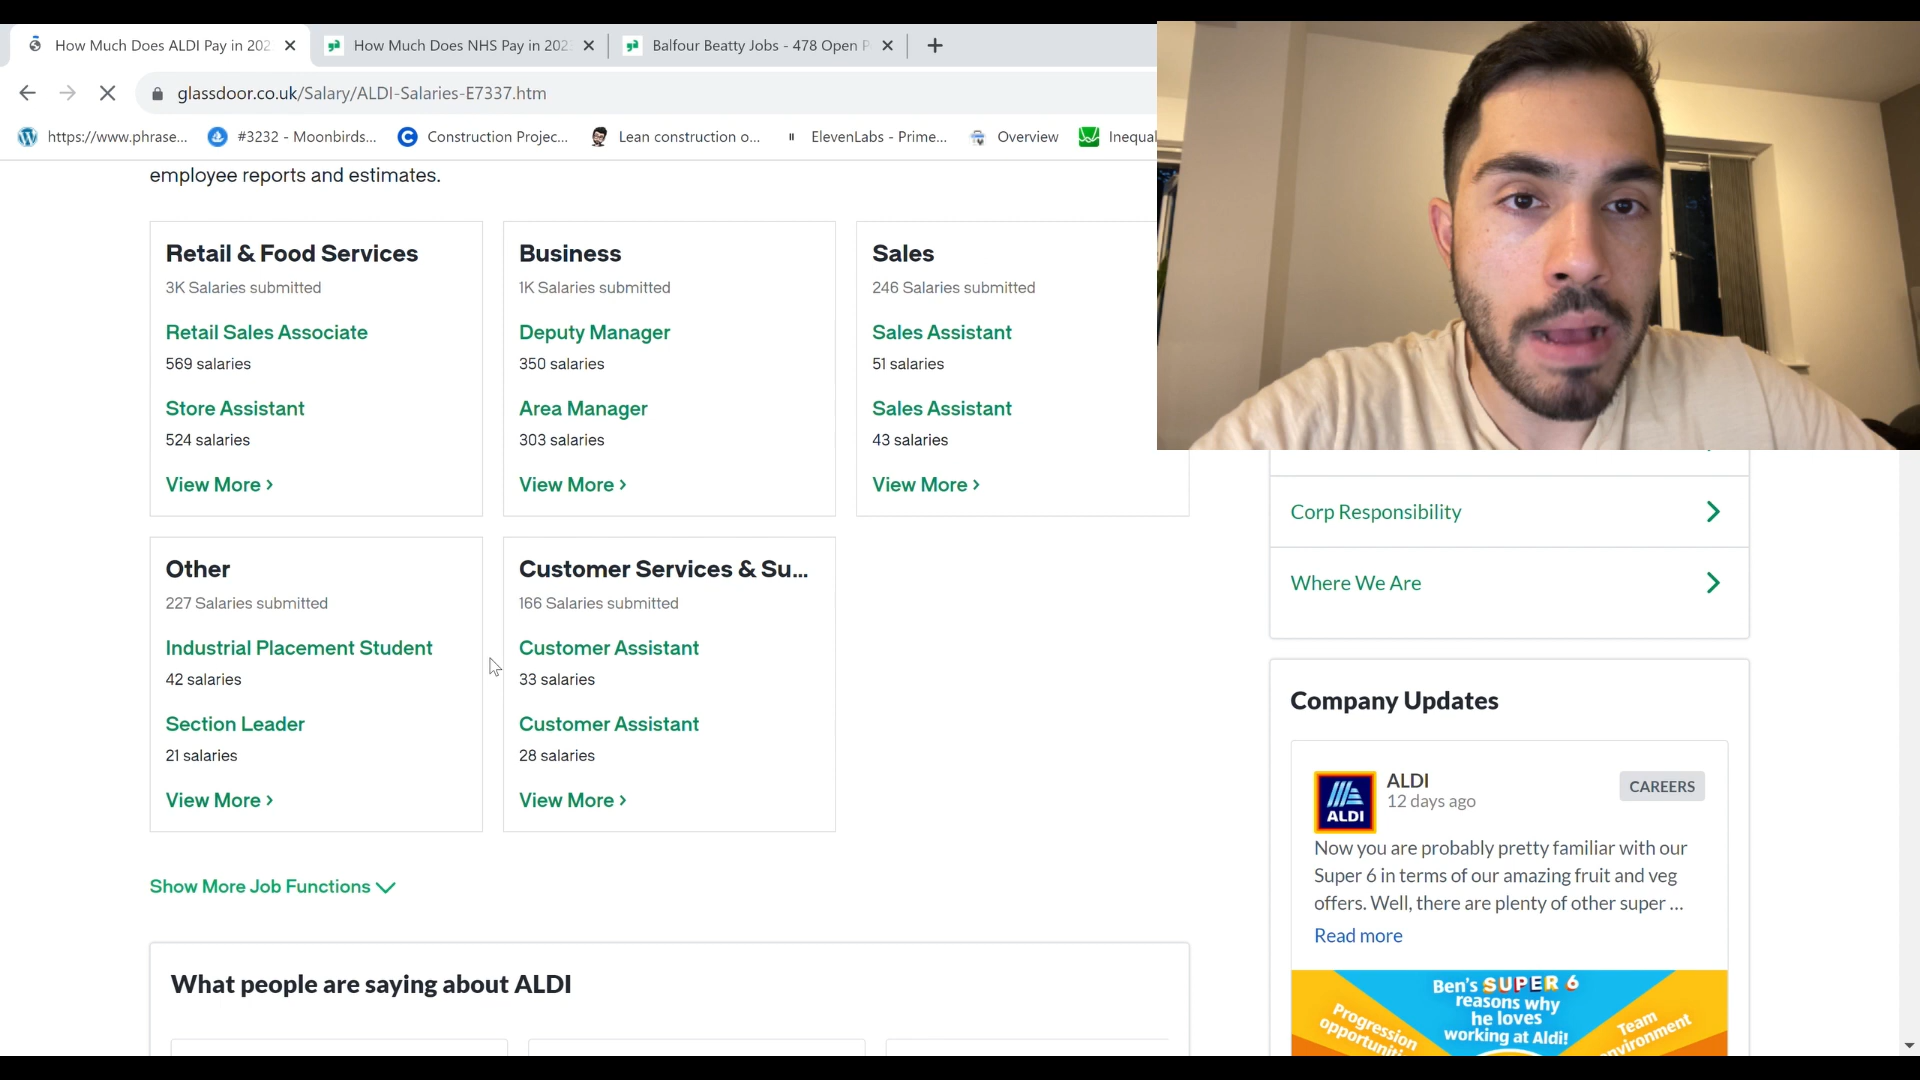 How Much Does ALDI Pay in 202
How Much Does NHS Pay in 202
Balfour Beatty Jobs - 478 Open P
glassdoor.co.uk/Salary/ALDI-Salaries-E7337.htm
https://www.phrase...
#3232 - Moonbirds...
Construction Projec...
Lean construction o...
ElevenLabs - Prime...
Overview
Inequal
employee reports and estimates.
Retail & Food Services
3K Salaries submitted
Retail Sales Associate
569 salaries
Store Assistant
524 salaries
View More
Business
1K Salaries submitted
Deputy Manager
350 salaries
Area Manager
303 salaries
View More
Sales
246 Salaries submitted
Sales Assistant
51 salaries
Sales Assistant
43 salaries
View More
Other
227 Salaries submitted
Industrial Placement Student
42 salaries
Section Leader
21 salaries
View More
Customer Services & Su...
166 Salaries submitted
Customer Assistant
33 salaries
Customer Assistant
28 salaries
View More
Show More Job Functions
What people are saying about ALDI
Corp Responsibility
Where We Are
Company Updates
ALDI
ALDI
12 days ago
CAREERS
Now you are probably pretty familiar with our
Super 6 in terms of our amazing fruit and veg
offers. Well, there are plenty of other super ...
Read more
Ben's SUPER 6
reasons why
he loves
working at Aldi!
Progression
opportuniti
Team
nvironment